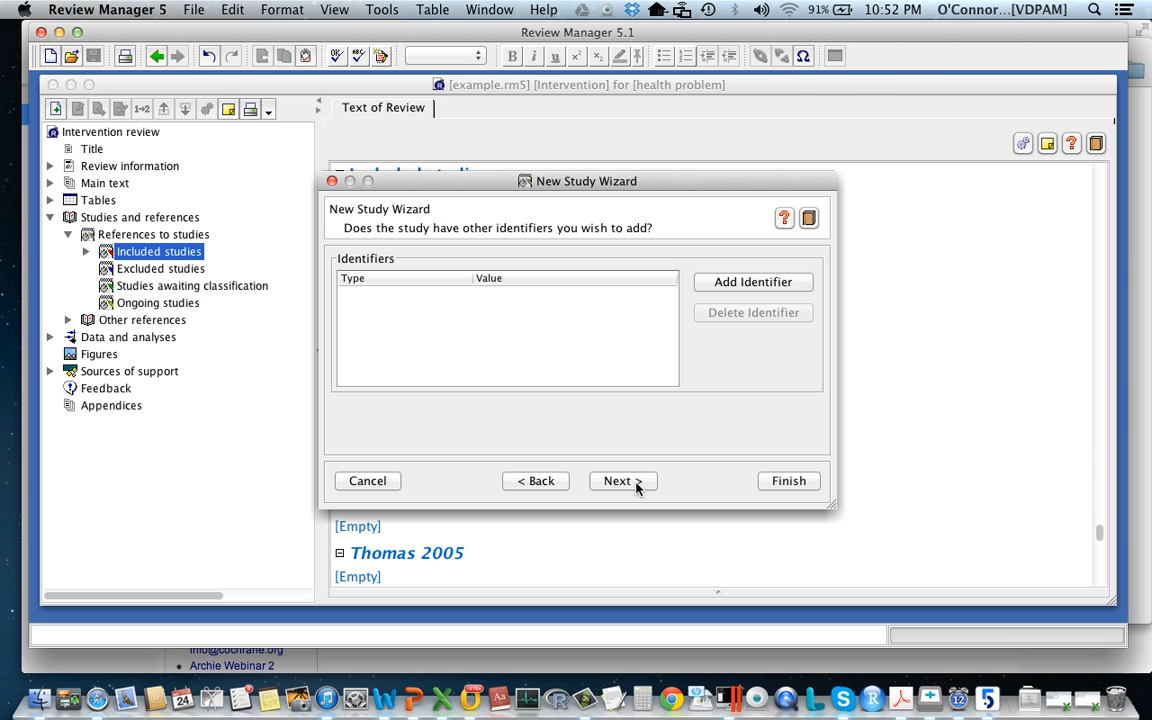 Review Manager 5 File Edit Format View Tools Table Window Help 91% 10:52 PM O'Connor...[VDPAM]
Review Manager 5.1
B i u x² x₂ Ω
[example.rm5] [Intervention] for [health problem]
1→2
Text of Review
Intervention review
Title
Review information
Main text
Tables
Studies and references
References to studies
Included studies
Excluded studies
Studies awaiting classification
Ongoing studies
Other references
Data and analyses
Figures
Sources of support
Feedback
Appendices
New Study Wizard
New Study Wizard
Does the study have other identifiers you wish to add?
Identifiers
Type Value
Add Identifier
Delete Identifier
Cancel < Back Next > Finish
[Empty]
Thomas 2005
[Empty]
info@cochrane.org
Archie Webinar 2